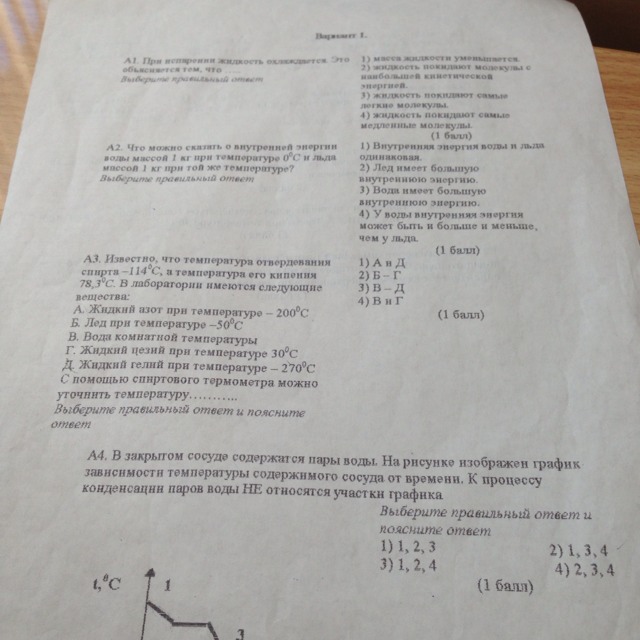 Вариант 1.
А1. При испарении жидкость охлаждается. Это
объясняется тем, что ....
Выберите правильный ответ
1) масса жидкости уменьшается.
2) жидкость покидают молекулы с
наибольшей кинетической
энергией.
3) жидкость покидают самые
легкие молекулы.
4) жидкость покидают самые
медленные молекулы.
(1 балл)
А2. Что можно сказать о внутренней энергии
воды массой 1 кг при температуре 0⁰С и льда
массой 1 кг при той же температуре?
Выберите правильный ответ
1) Внутренняя энергия воды и льда
одинаковая.
2) Лед имеет большую
внутреннюю энергию.
3) Вода имеет большую
внутреннюю энергию.
4) У воды внутренняя энергия
может быть и больше и меньше,
чем у льда.
(1 балл)
А3. Известно, что температура отвердевания
спирта –114⁰С, а температура его кипения
78,3⁰С. В лаборатории имеются следующие
вещества:
А. Жидкий азот при температуре – 200⁰С
Б. Лед при температуре –50⁰С
В. Вода комнатной температуры
Г. Жидкий цезий при температуре 30⁰С
Д. Жидкий гелий при температуре – 270⁰С
С помощью спиртового термометра можно
уточнить температуру………..
Выберите правильный ответ и поясните
ответ
1) А и Д
2) Б – Г
3) В – Д
4) В и Г
(1 балл)
А4. В закрытом сосуде содержатся пары воды. На рисунке изображен график
зависимости температуры содержимого сосуда от времени. К процессу
конденсации паров воды НЕ относятся участки графика
Выберите правильный ответ и
поясните ответ
1) 1, 2, 3 2) 1, 3, 4
3) 1, 2, 4 4) 2, 3, 4
(1 балл)
t,⁰С 1
3